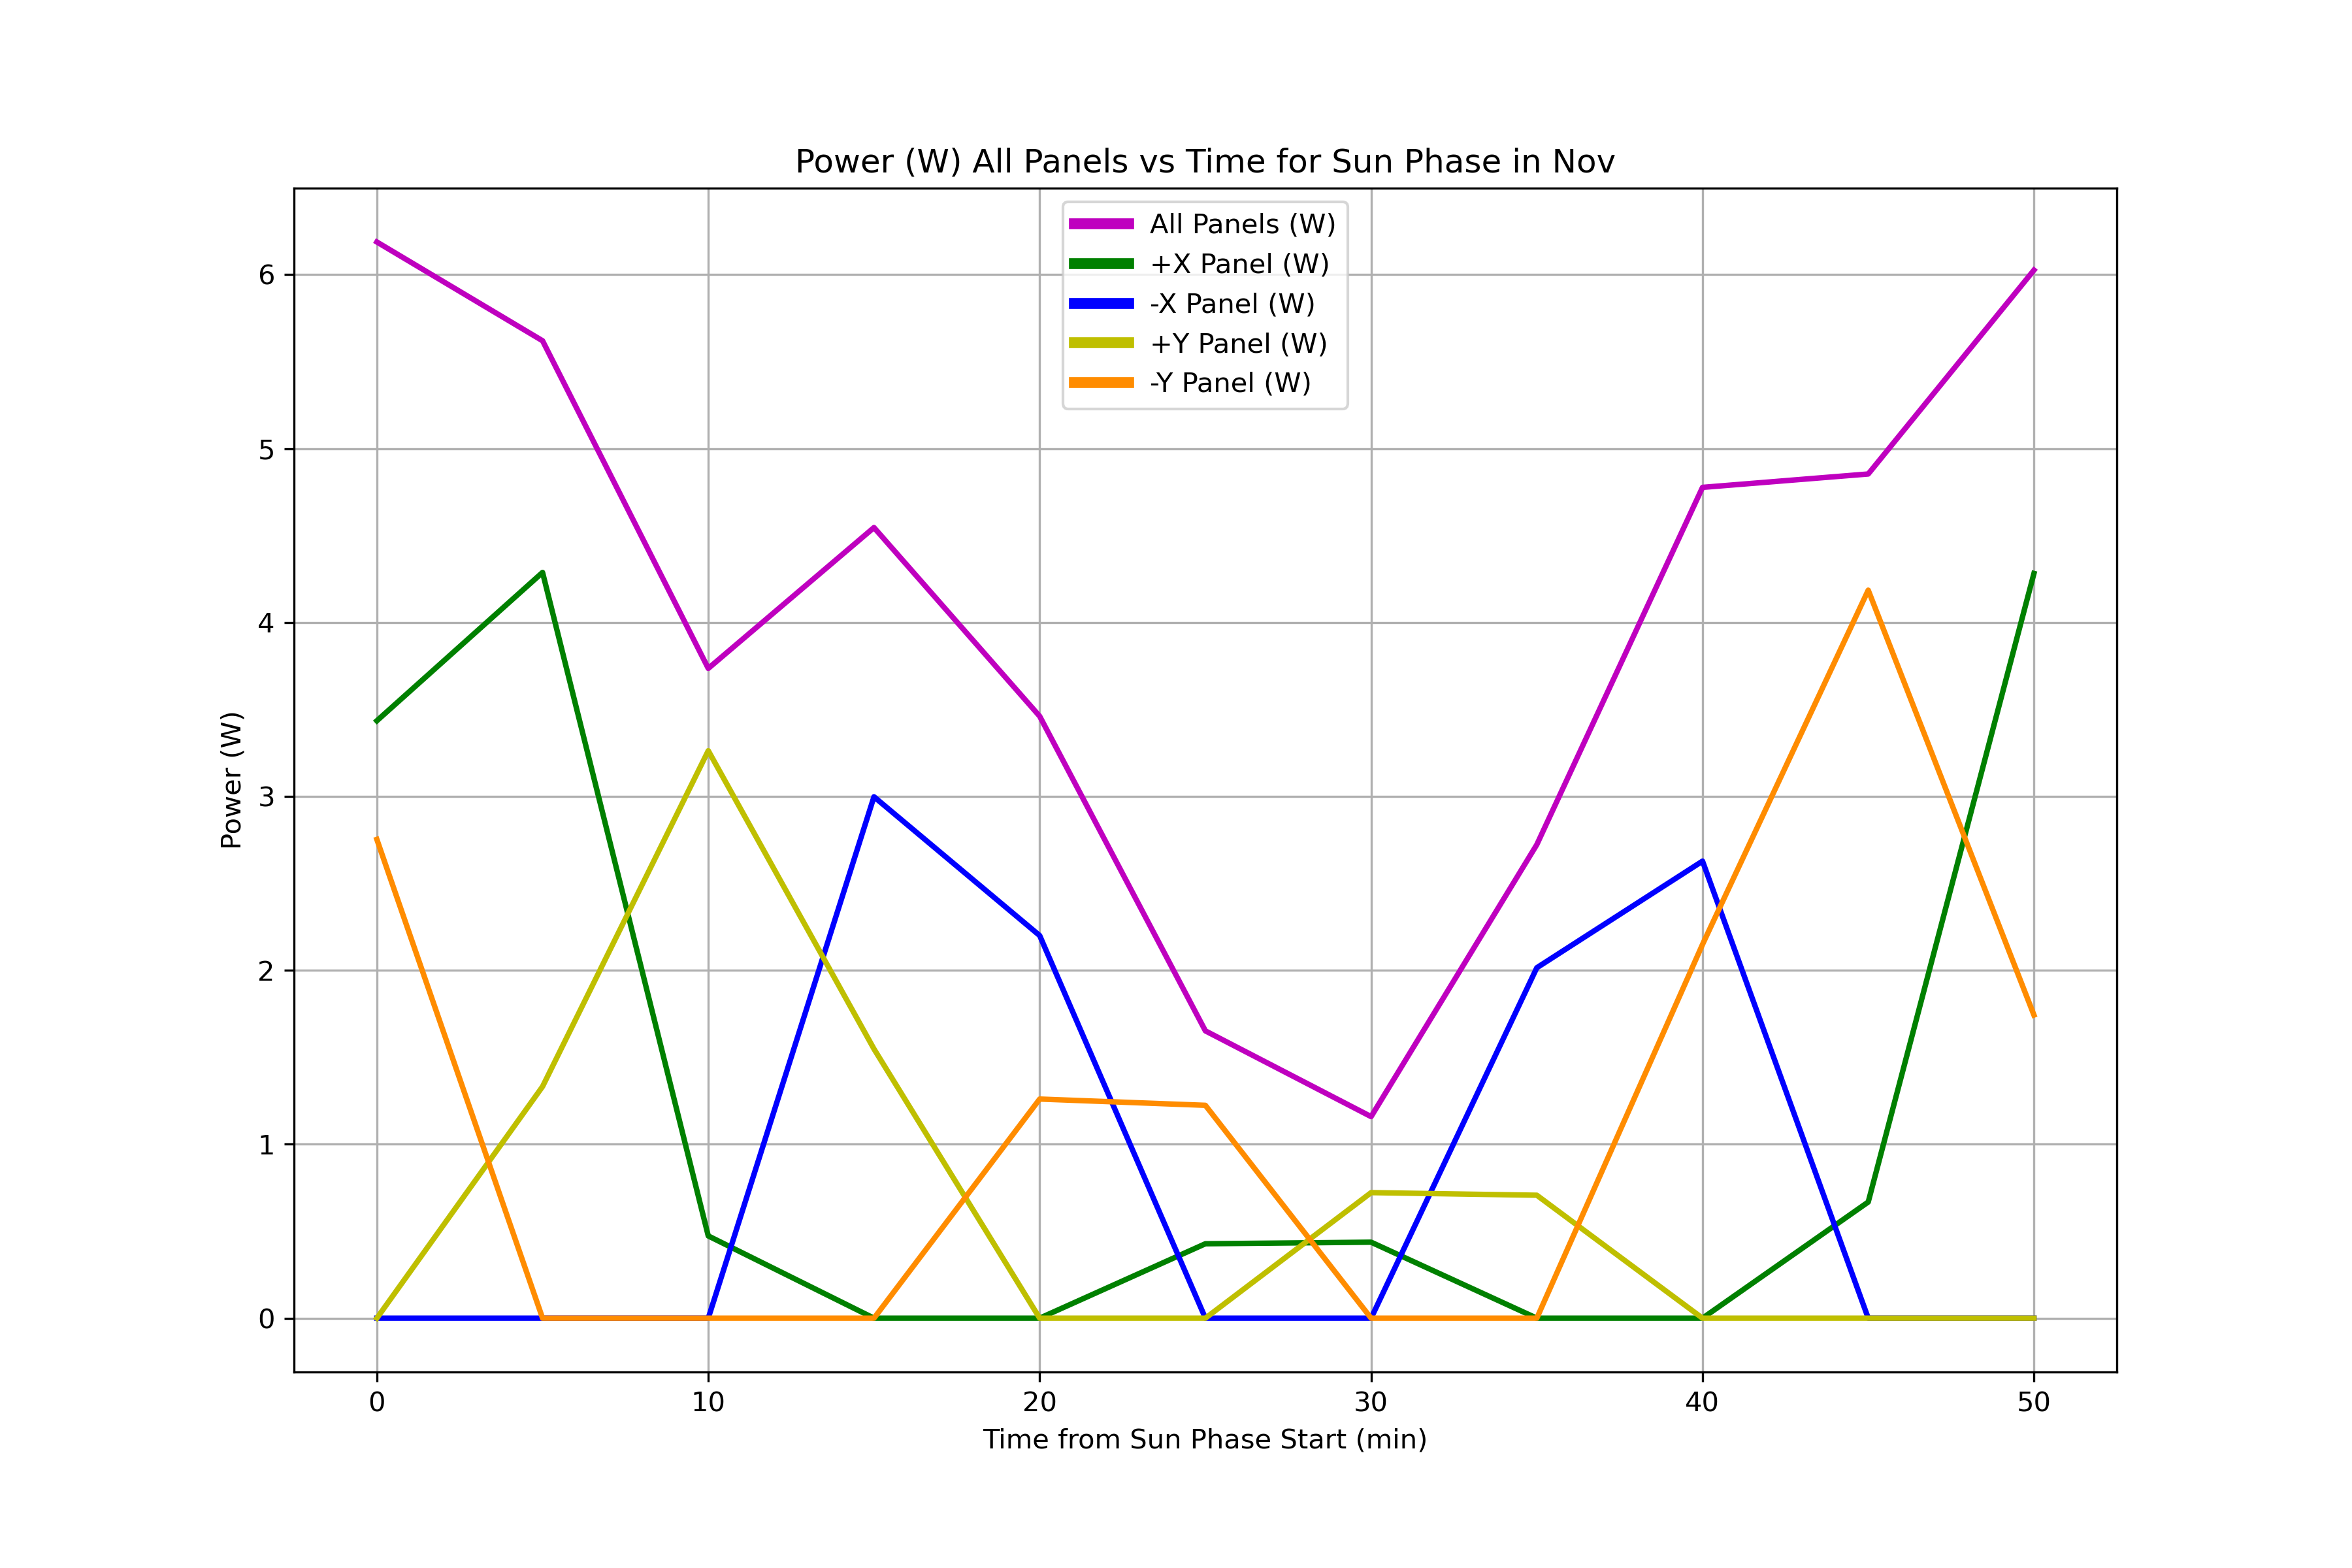 Power (W) All Panels vs Time for Sun Phase in Nov
All Panels (W)
+X Panel (W)
-X Panel (W)
+Y Panel (W)
-Y Panel (W)
6
5
4
3
2
1
0
Power (W)
0 10 20 30 40 50
Time from Sun Phase Start (min)